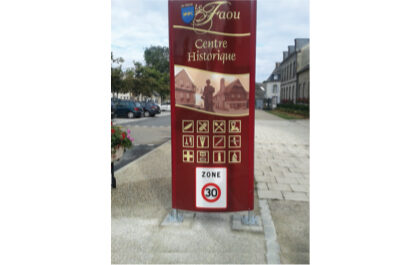 Le Faou
Centre
Historique
ZONE
30